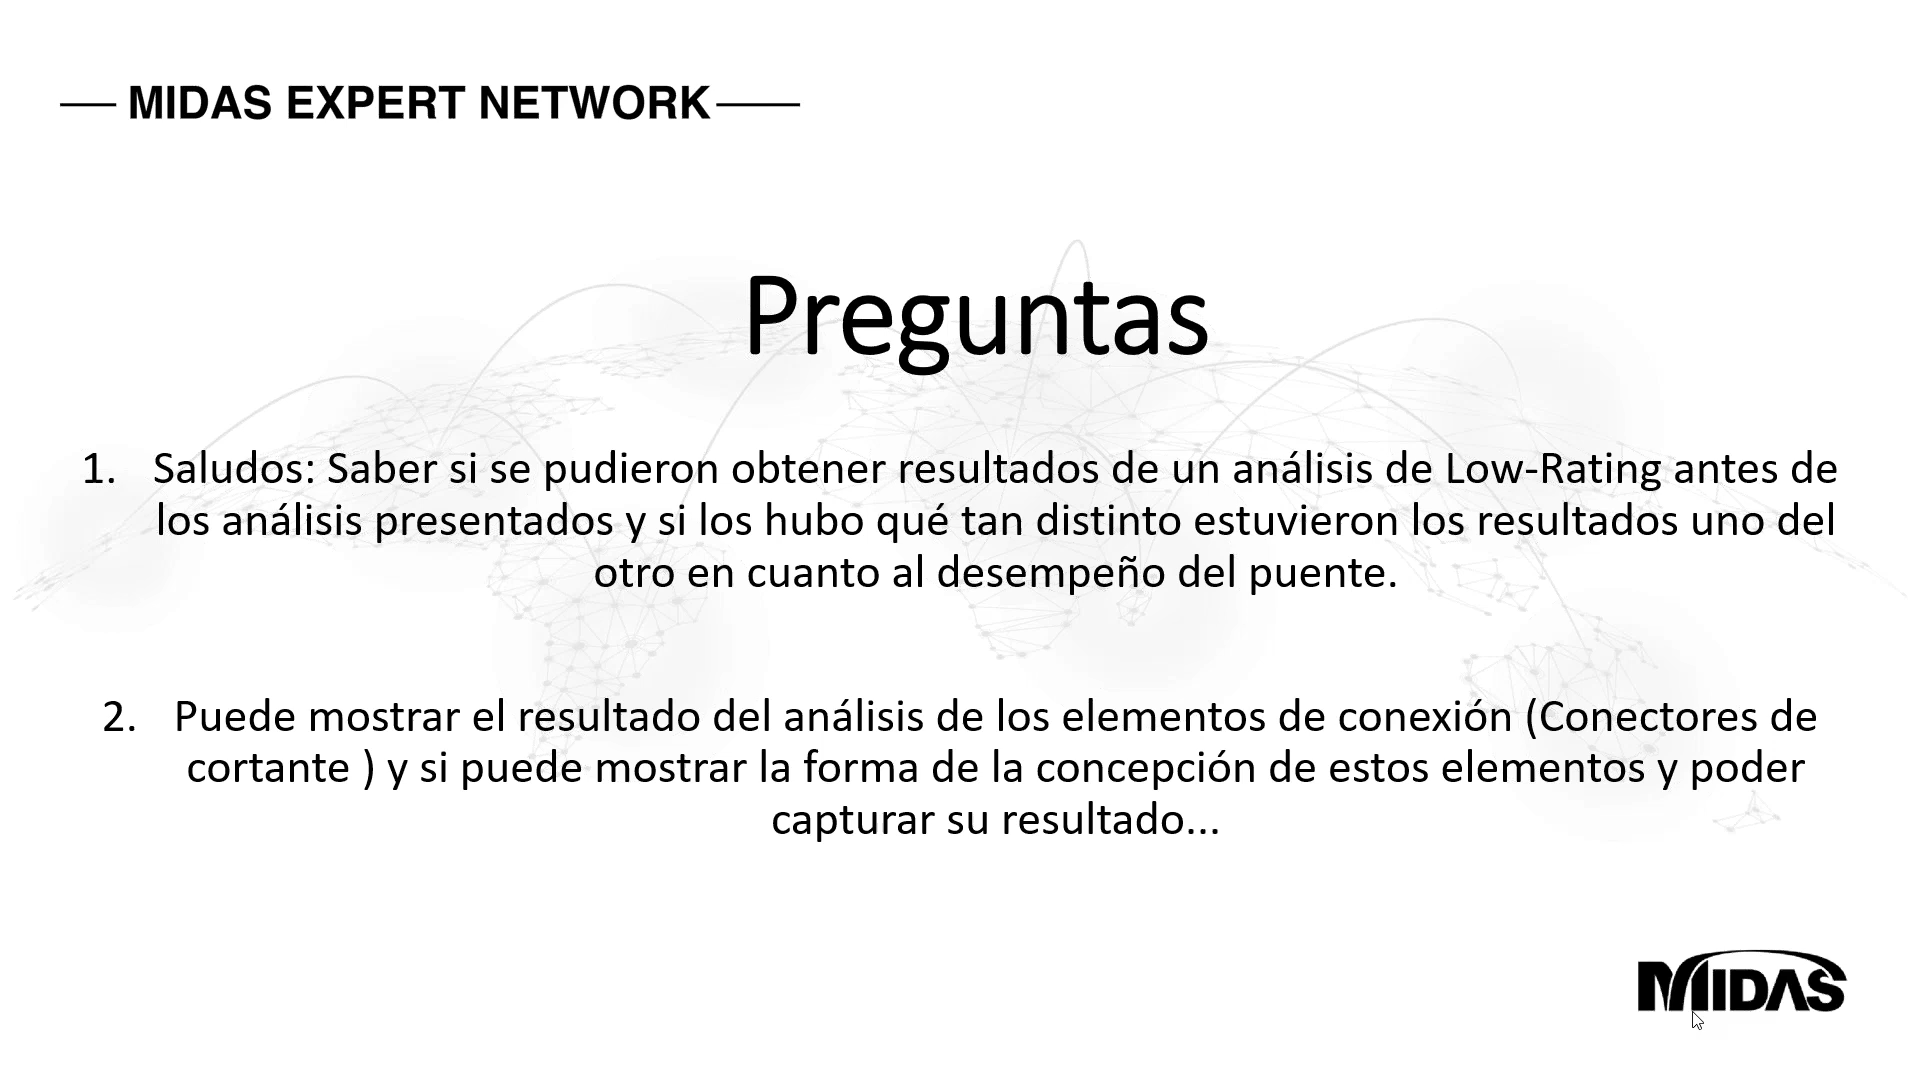 MIDAS EXPERT NETWORK
Preguntas
1. Saludos: Saber si se pudieron obtener resultados de un análisis de Low-Rating antes de
los análisis presentados y si los hubo qué tan distinto estuvieron los resultados uno del
otro en cuanto al desempeño del puente.
2. Puede mostrar el resultado del análisis de los elementos de conexión (Conectores de
cortante ) y si puede mostrar la forma de la concepción de estos elementos y poder
capturar su resultado...
MIDAS